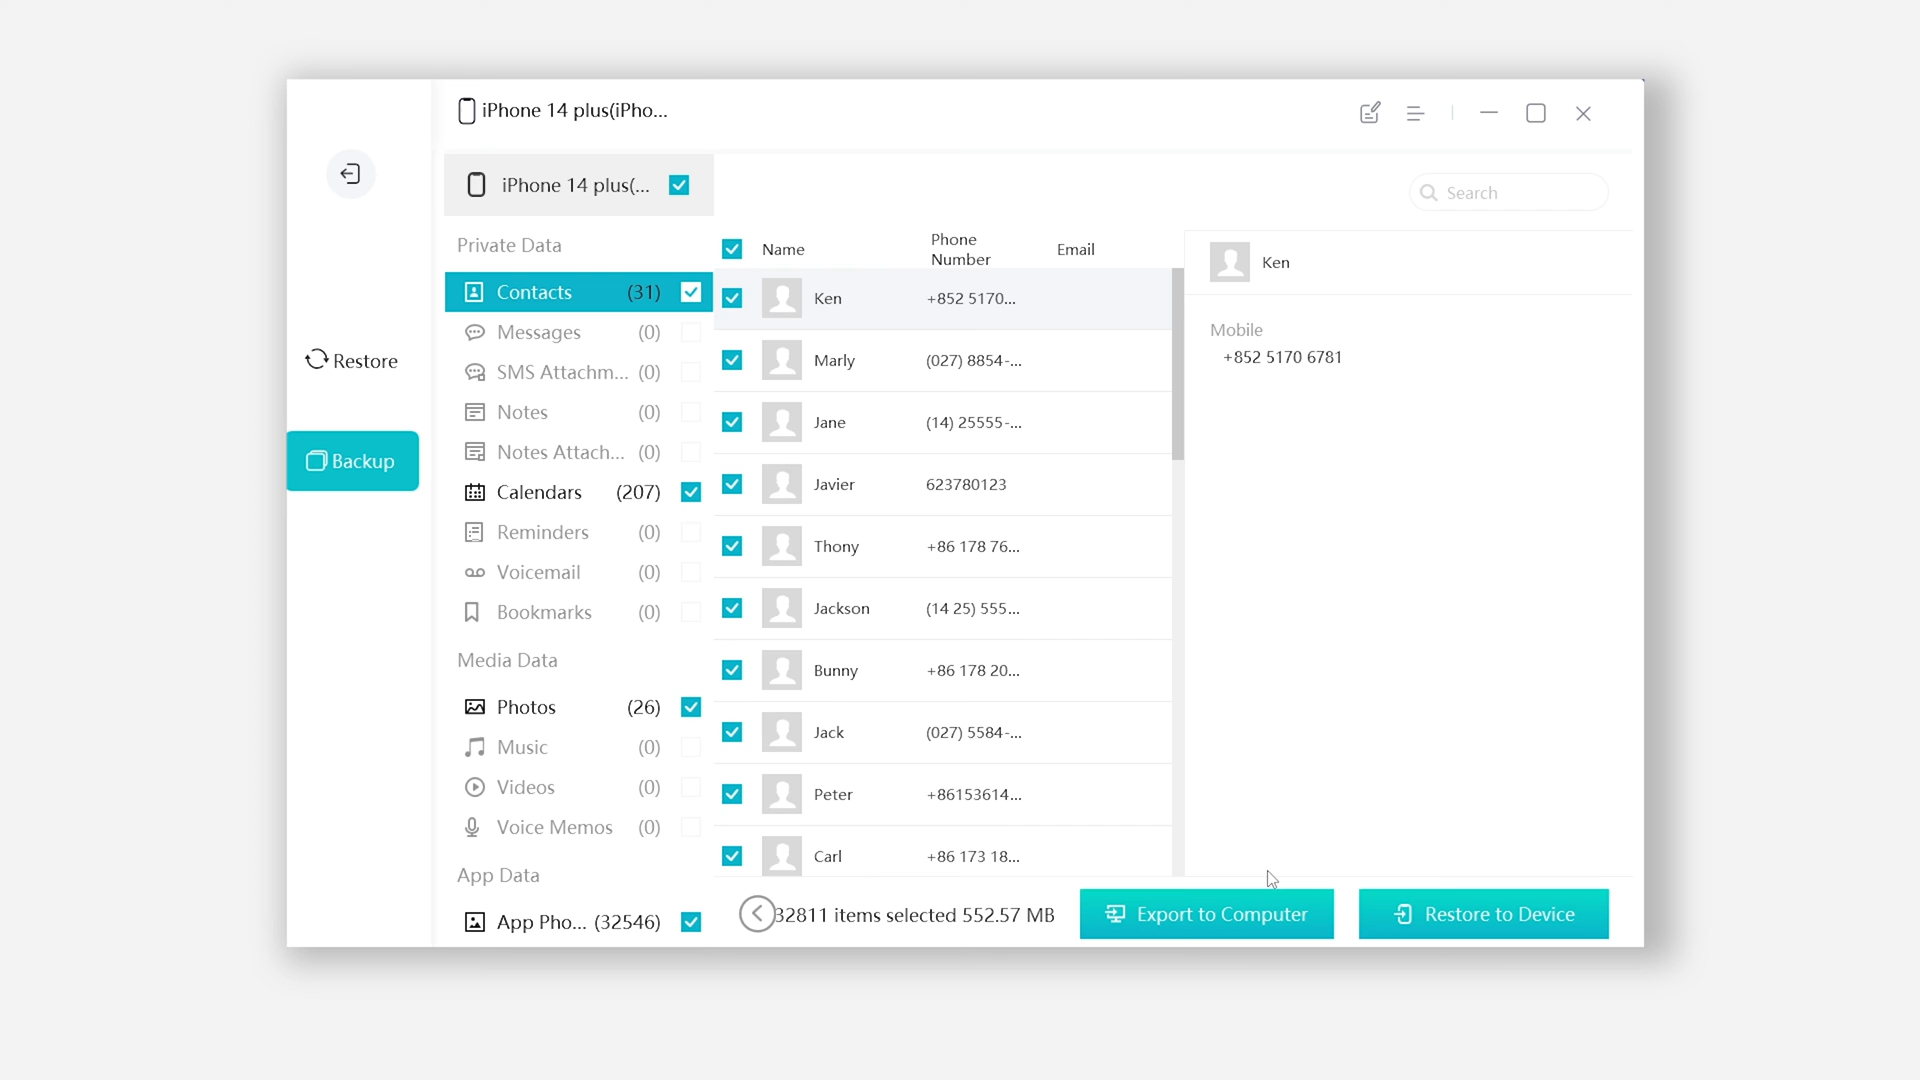 iPhone 14 plus(iPho...
iPhone 14 plus(...
Search
Restore
Backup
Private Data
Contacts (31)
Messages (0)
SMS Attachm... (0)
Notes (0)
Notes Attach... (0)
Calendars (207)
Reminders (0)
Voicemail (0)
Bookmarks (0)
Media Data
Photos (26)
Music (0)
Videos (0)
Voice Memos (0)
App Data
App Pho... (32546)
Name Phone Number Email
Ken +852 5170...
Marly (027) 8854-...
Jane (14) 25555-...
Javier 623780123
Thony +86 178 76...
Jackson (14 25) 555...
Bunny +86 178 20...
Jack (027) 5584-...
Peter +86153614...
Carl +86 173 18...
Ken
Mobile
+852 5170 6781
32811 items selected 552.57 MB
Export to Computer
Restore to Device